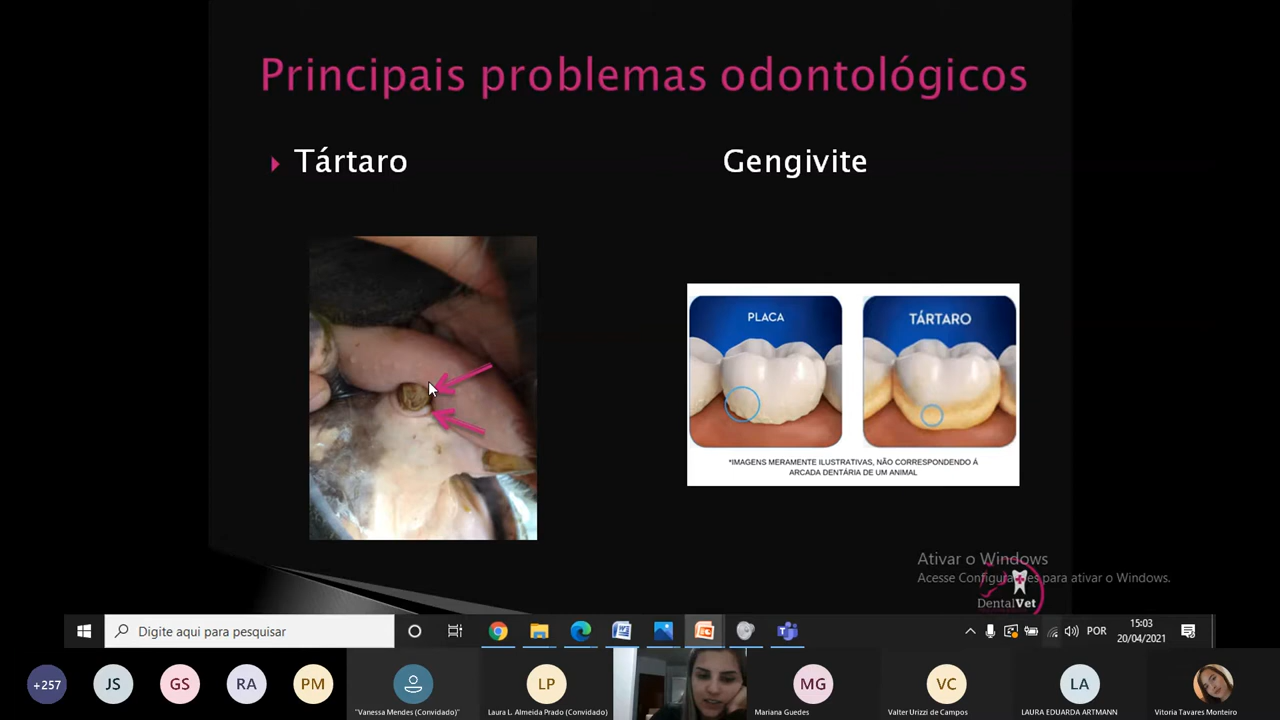 Principais problemas odontológicos
Tártaro
Gengivite
PLACA
TÁRTARO
*IMAGENS MERAMENTE ILUSTRATIVAS, NÃO CORRESPONDENDO Á
ARCADA DENTÁRIA DE UM ANIMAL
Ativar o Windows
Acesse Configurações para ativar o Windows.
DentalVet
Digite aqui para pesquisar
POR
15:03
20/04/2021
+257
JS
GS
RA
PM
LP
MG
VC
LA
"Vanessa Mendes (Convidado)"
Laura L. Almeida Prado (Convidado)
Mariana Guedes
Valter Urizzi de Campos
LAURA EDUARDA ARTMANN
Vitoria Tavares Monteiro